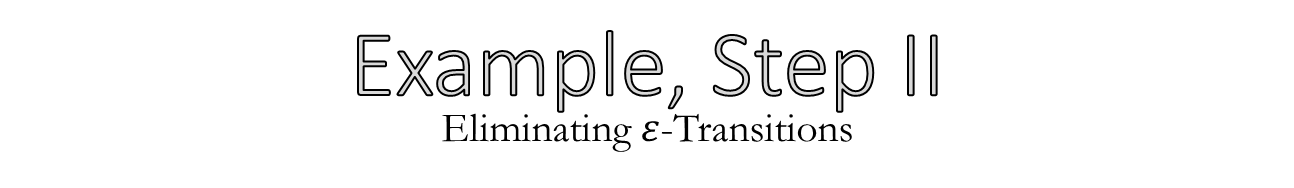 Example, Step II
Eliminating ε-Transitions